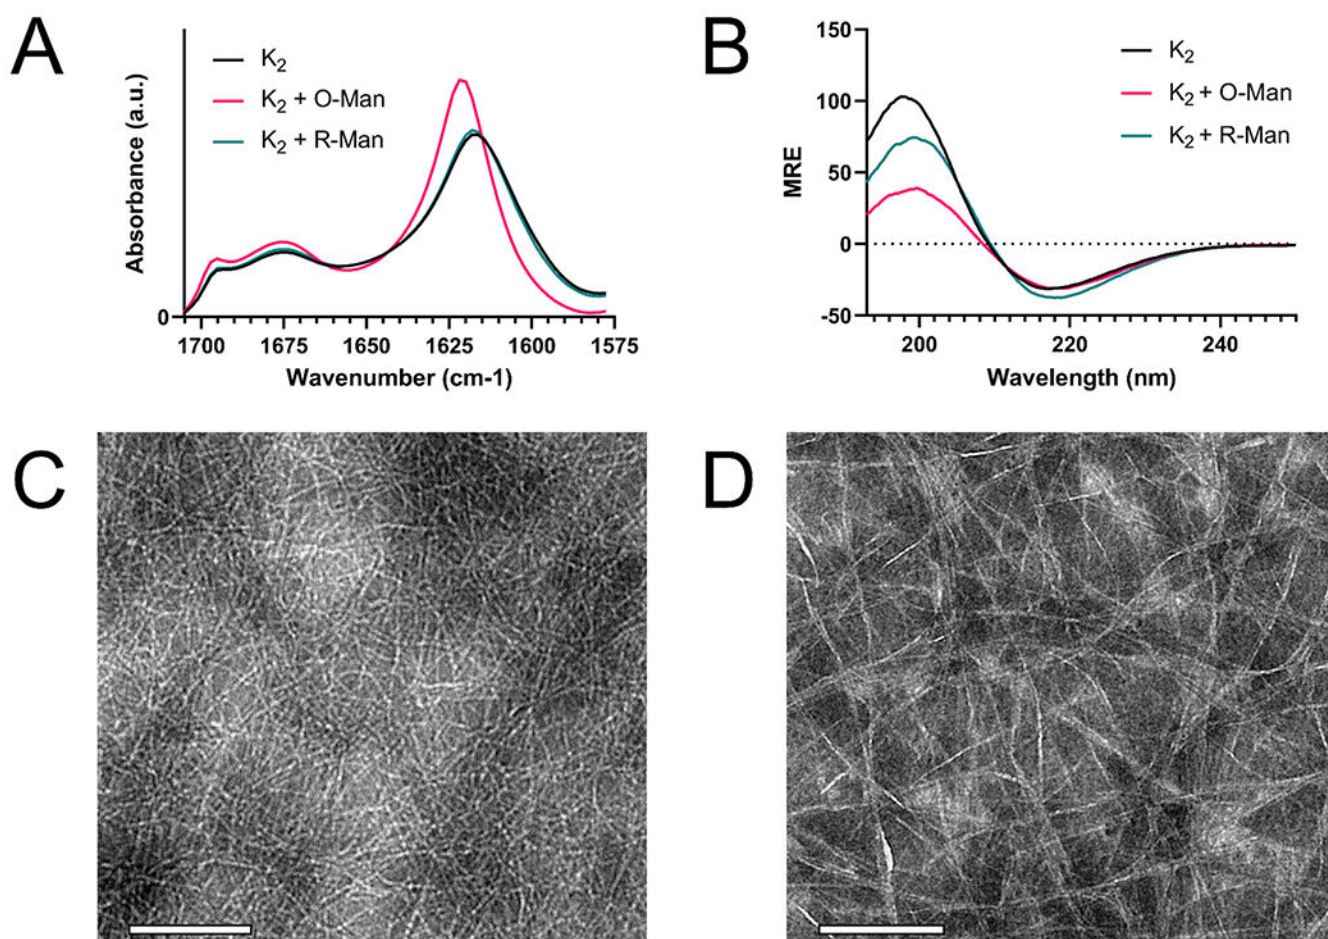 A
K2
K2 + O-Man
K2 + R-Man
Absorbance (a.u.)
0
1700 1675 1650 1625 1600 1575
Wavenumber (cm-1)
B
K2
K2 + O-Man
K2 + R-Man
MRE
150
100
50
0
-50
200 220 240
Wavelength (nm)
C
D